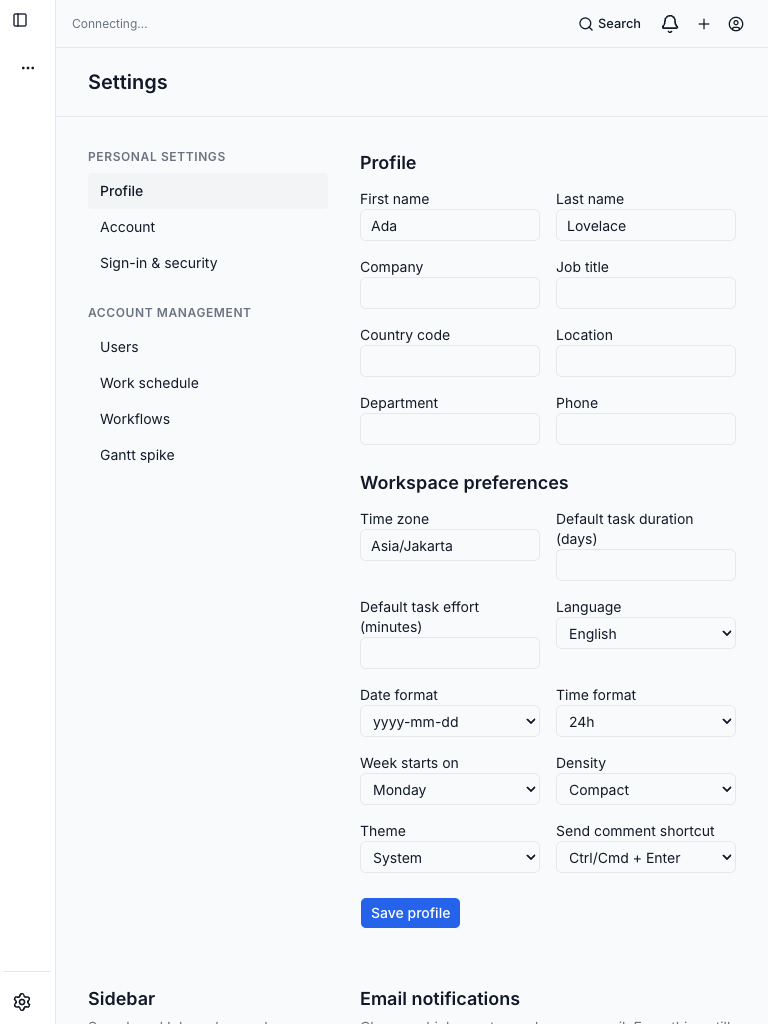 Connecting...
Search
Settings
PERSONAL SETTINGS
Profile
Account
Sign-in & security
ACCOUNT MANAGEMENT
Users
Work schedule
Workflows
Gantt spike
Profile
First name
Last name
Ada
Lovelace
Company
Job title
Country code
Location
Department
Phone
Workspace preferences
Time zone
Default task duration
(days)
Asia/Jakarta
Default task effort
(minutes)
Language
English
Date format
Time format
yyyy-mm-dd
24h
Week starts on
Density
Monday
Compact
Theme
Send comment shortcut
System
Ctrl/Cmd + Enter
Save profile
Sidebar
Email notifications